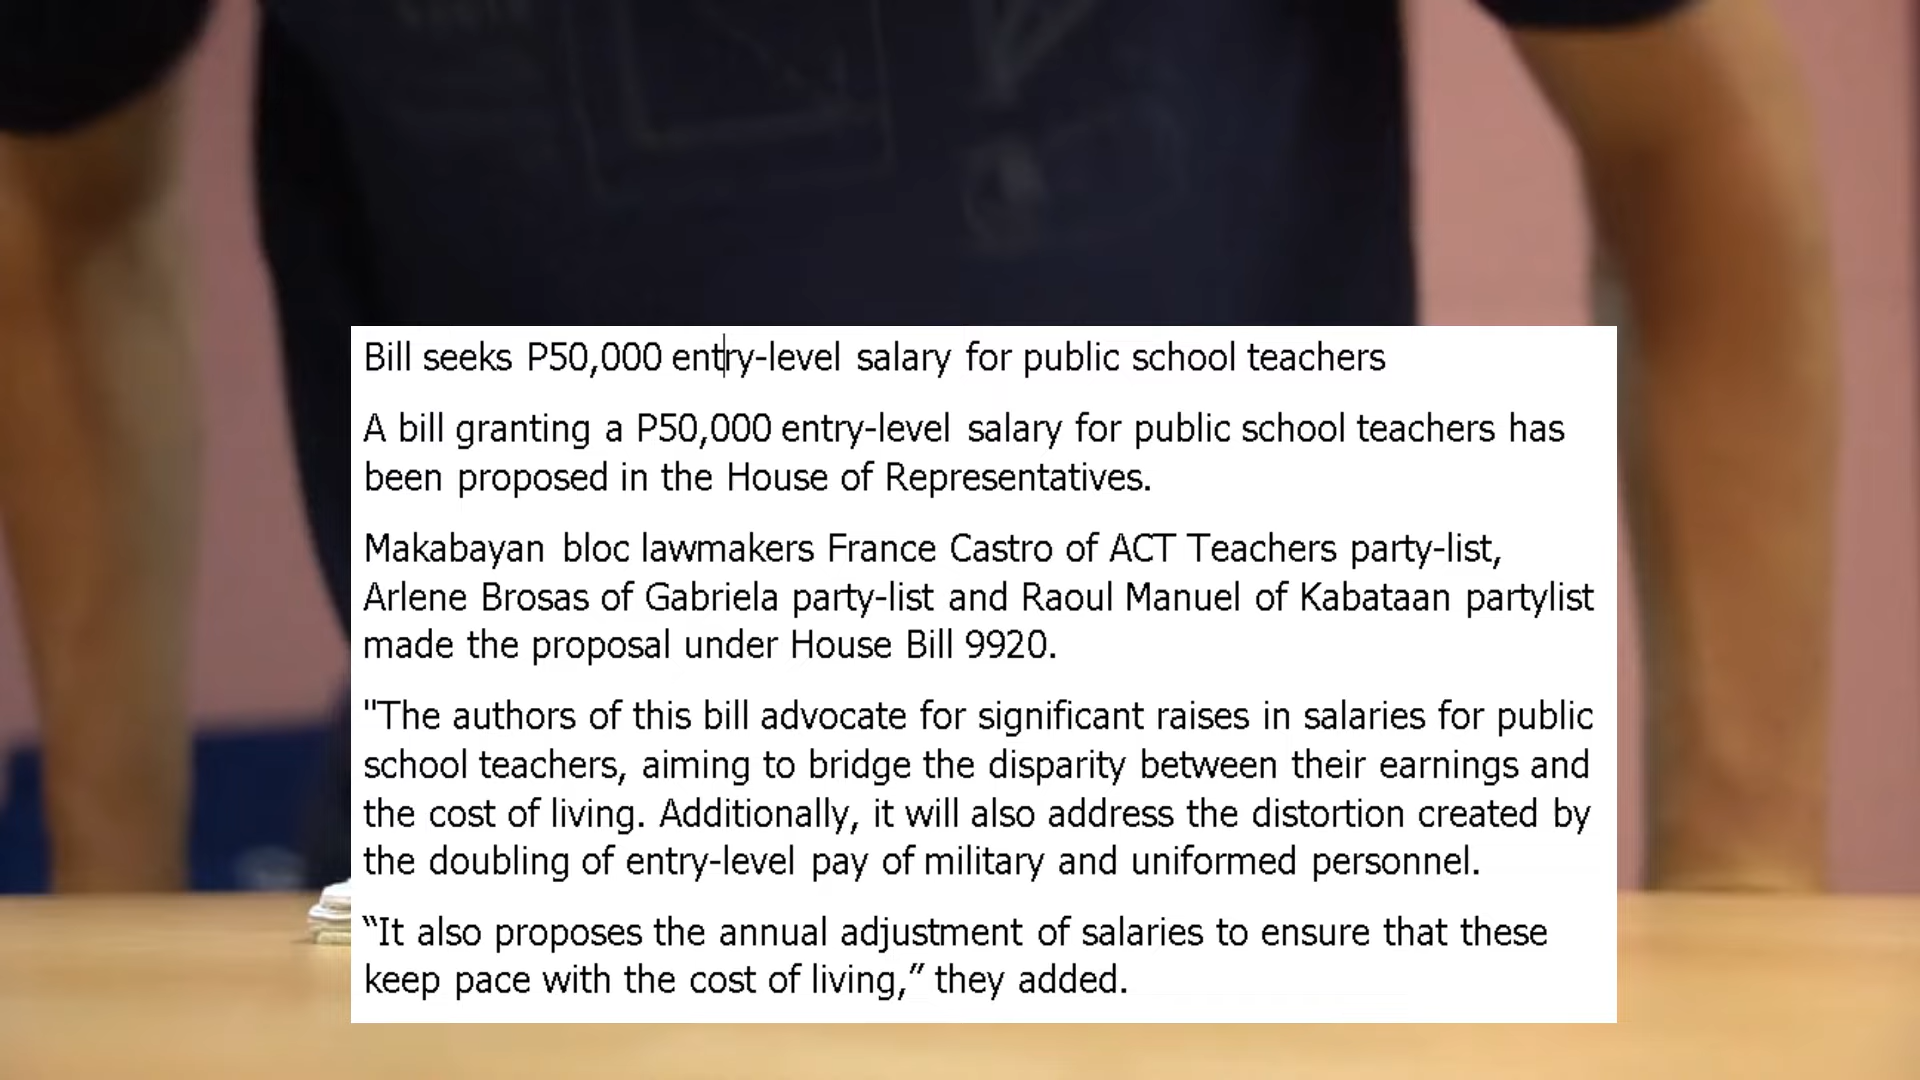 Bill seeks P50,000 entry-level salary for public school teachers
A bill granting a P50,000 entry-level salary for public school teachers has
been proposed in the House of Representatives.
Makabayan bloc lawmakers France Castro of ACT Teachers party-list,
Arlene Brosas of Gabriela party-list and Raoul Manuel of Kabataan partylist
made the proposal under House Bill 9920.
"The authors of this bill advocate for significant raises in salaries for public
school teachers, aiming to bridge the disparity between their earnings and
the cost of living. Additionally, it will also address the distortion created by
the doubling of entry-level pay of military and uniformed personnel.
“It also proposes the annual adjustment of salaries to ensure that these
keep pace with the cost of living,” they added.